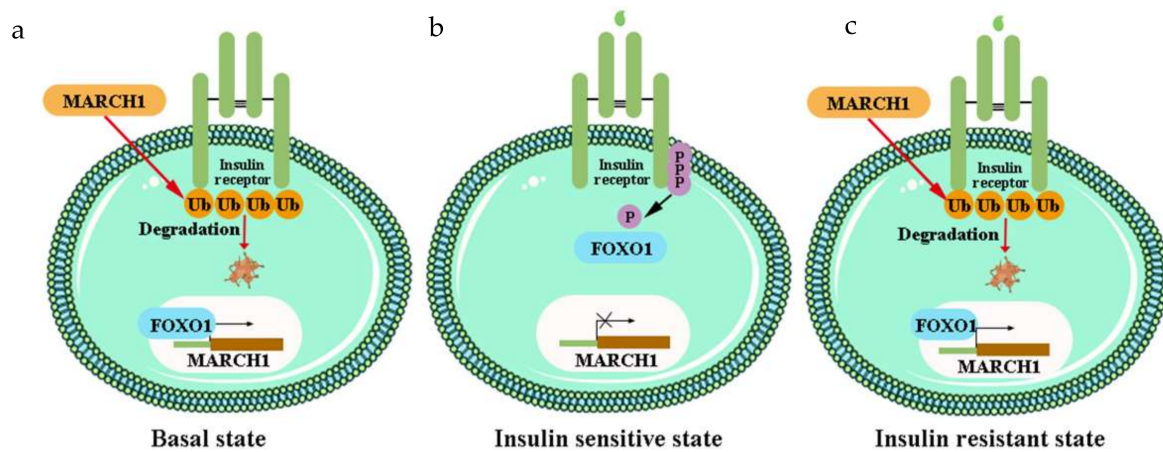 a
MARCH1
Insulin
receptor
Ub Ub Ub Ub
Degradation
FOXO1
MARCH1
Basal state
b
Insulin
receptor
P
P
P
P
FOXO1
MARCH1
Insulin sensitive state
c
MARCH1
Insulin
receptor
Ub Ub Ub Ub
Degradation
FOXO1
MARCH1
Insulin resistant state